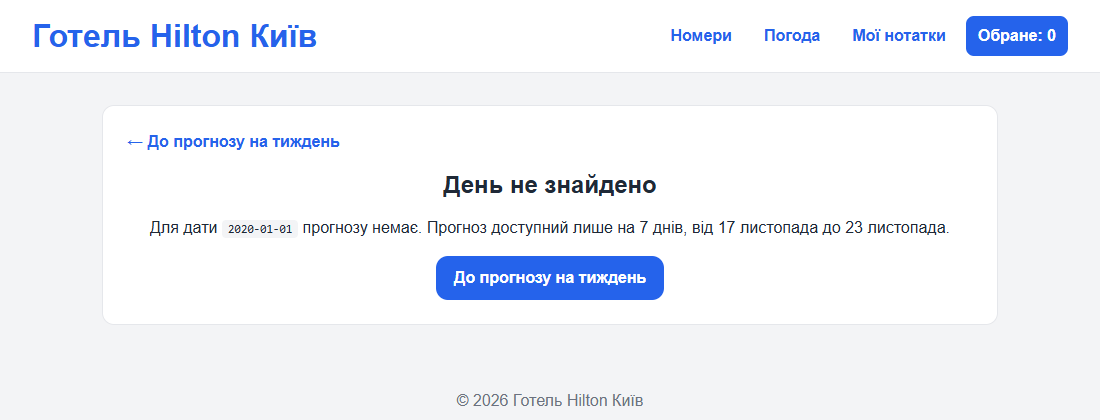 Готель Hilton Київ
Номери Погода Мої нотатки Обране: 0
← До прогнозу на тиждень
День не знайдено
Для дати 2020-01-01 прогнозу немає. Прогноз доступний лише на 7 днів, від 17 листопада до 23 листопада.
До прогнозу на тиждень
© 2026 Готель Hilton Київ